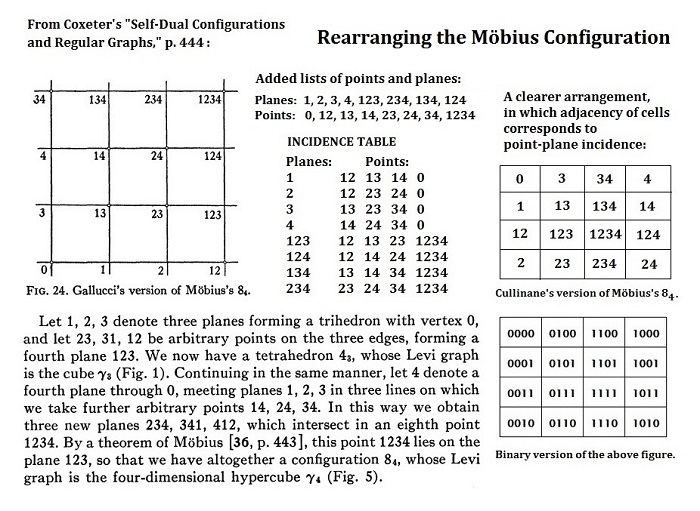 From Coxeter's "Self-Dual Configurations
and Regular Graphs," p. 444 :
Rearranging the Möbius Configuration
34 134 234 1234
4 14 24 124
3 13 23 123
0 1 2 12
FIG. 24. Gallucci's version of Möbius's 8₄.
Added lists of points and planes:
Planes: 1, 2, 3, 4, 123, 234, 134, 124
Points: 0, 12, 13, 14, 23, 24, 34, 1234
INCIDENCE TABLE
Planes: Points:
1 12 13 14 0
2 12 23 24 0
3 13 23 34 0
4 14 24 34 0
123 12 13 23 1234
124 12 14 24 1234
134 13 14 34 1234
234 23 24 34 1234
A clearer arrangement,
in which adjacency of cells
corresponds to
point-plane incidence:
0 3 34 4
1 13 134 14
12 123 1234 124
2 23 234 24
Cullinane's version of Möbius's 8₄.
0000 0100 1100 1000
0001 0101 1101 1001
0011 0111 1111 1011
0010 0110 1110 1010
Binary version of the above figure.
Let 1, 2, 3 denote three planes forming a trihedron with vertex 0,
and let 23, 31, 12 be arbitrary points on the three edges, forming a
fourth plane 123. We now have a tetrahedron 4₃, whose Levi graph
is the cube γ₃ (Fig. 1). Continuing in the same manner, let 4 denote a
fourth plane through 0, meeting planes 1, 2, 3 in three lines on which
we take further arbitrary points 14, 24, 34. In this way we obtain
three new planes 234, 341, 412, which intersect in an eighth point
1234. By a theorem of Möbius [36, p. 443], this point 1234 lies on the
plane 123, so that we have altogether a configuration 8₄, whose Levi
graph is the four-dimensional hypercube γ₄ (Fig. 5).